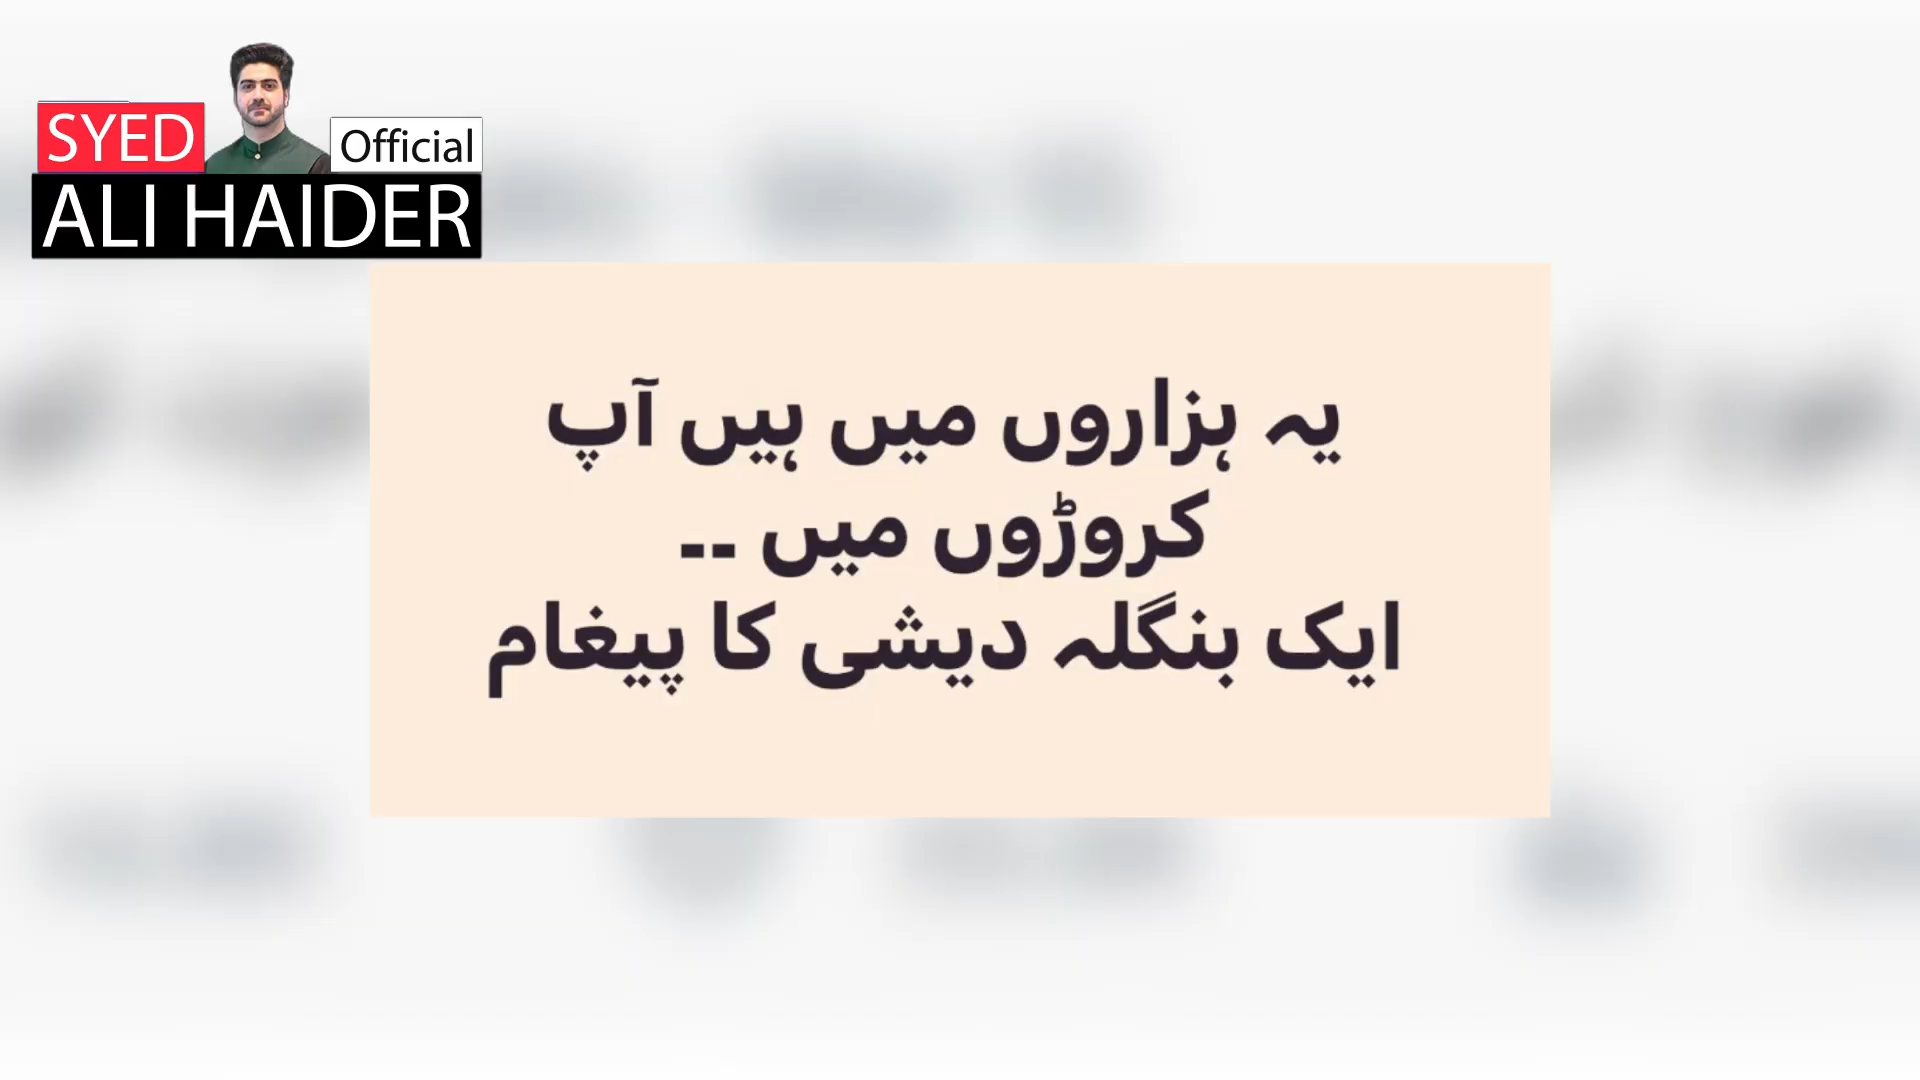 SYED
Official
ALI HAIDER
یہ ہزاروں میں ہیں آپ
کروڑوں میں --
ایک بنگلہ دیشی کا پیغام